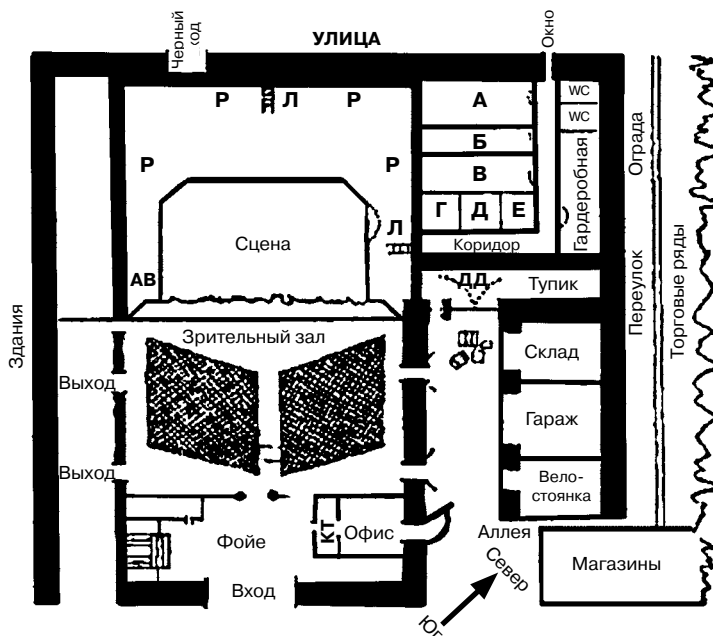 Черный
ход
УЛИЦА
Окно
Р
Л
Р
А
WC
WC
Б
Р
Р
В
Г
Д
Е
Гардеробная
Ограда
Л
Коридор
Сцена
АВ
ДД
Тупик
Переулок
Торговые ряды
Здания
Зрительный зал
Склад
Выход
Гараж
Выход
Вело-
стоянка
Фойе
КТ
Офис
Аллея
Магазины
Вход
Север
Юг